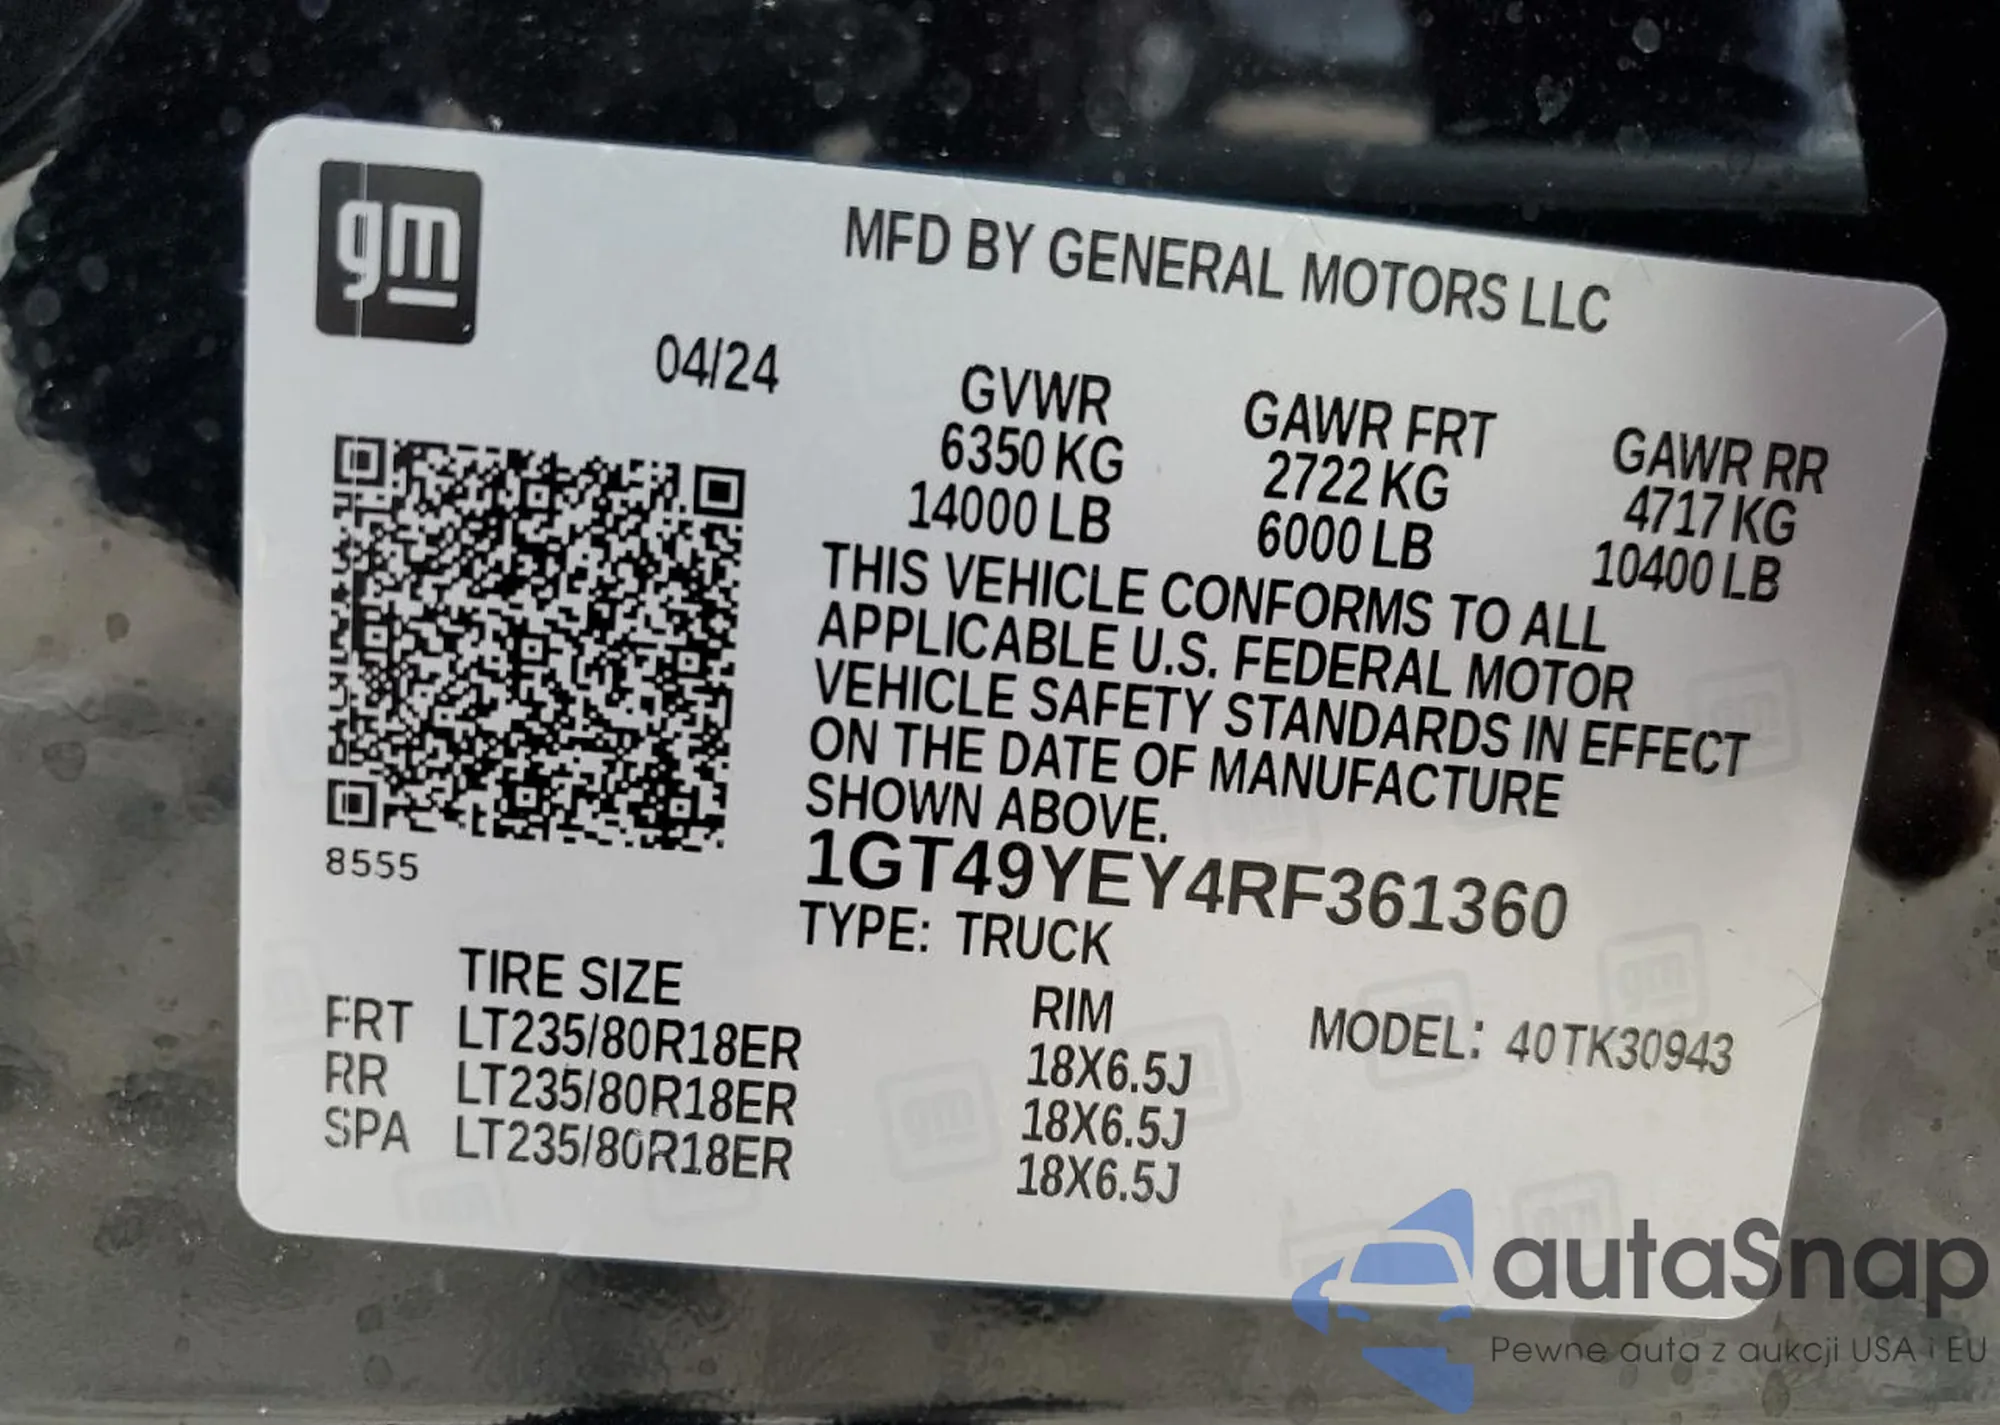 gm
MFD BY GENERAL MOTORS LLC
04/24
GVWR GAWR FRT GAWR RR
6350 KG 2722 KG 4717 KG
14000 LB 6000 LB 10400 LB
THIS VEHICLE CONFORMS TO ALL
APPLICABLE U.S. FEDERAL MOTOR
VEHICLE SAFETY STANDARDS IN EFFECT
ON THE DATE OF MANUFACTURE
SHOWN ABOVE.
8555
1GT49YEY4RF361360
TYPE: TRUCK
TIRE SIZE RIM MODEL: 40TK30943
FRT LT235/80R18ER 18X6.5J
RR LT235/80R18ER 18X6.5J
SPA LT235/80R18ER 18X6.5J
autaSnap
Pewne auta z aukcji USA i EU